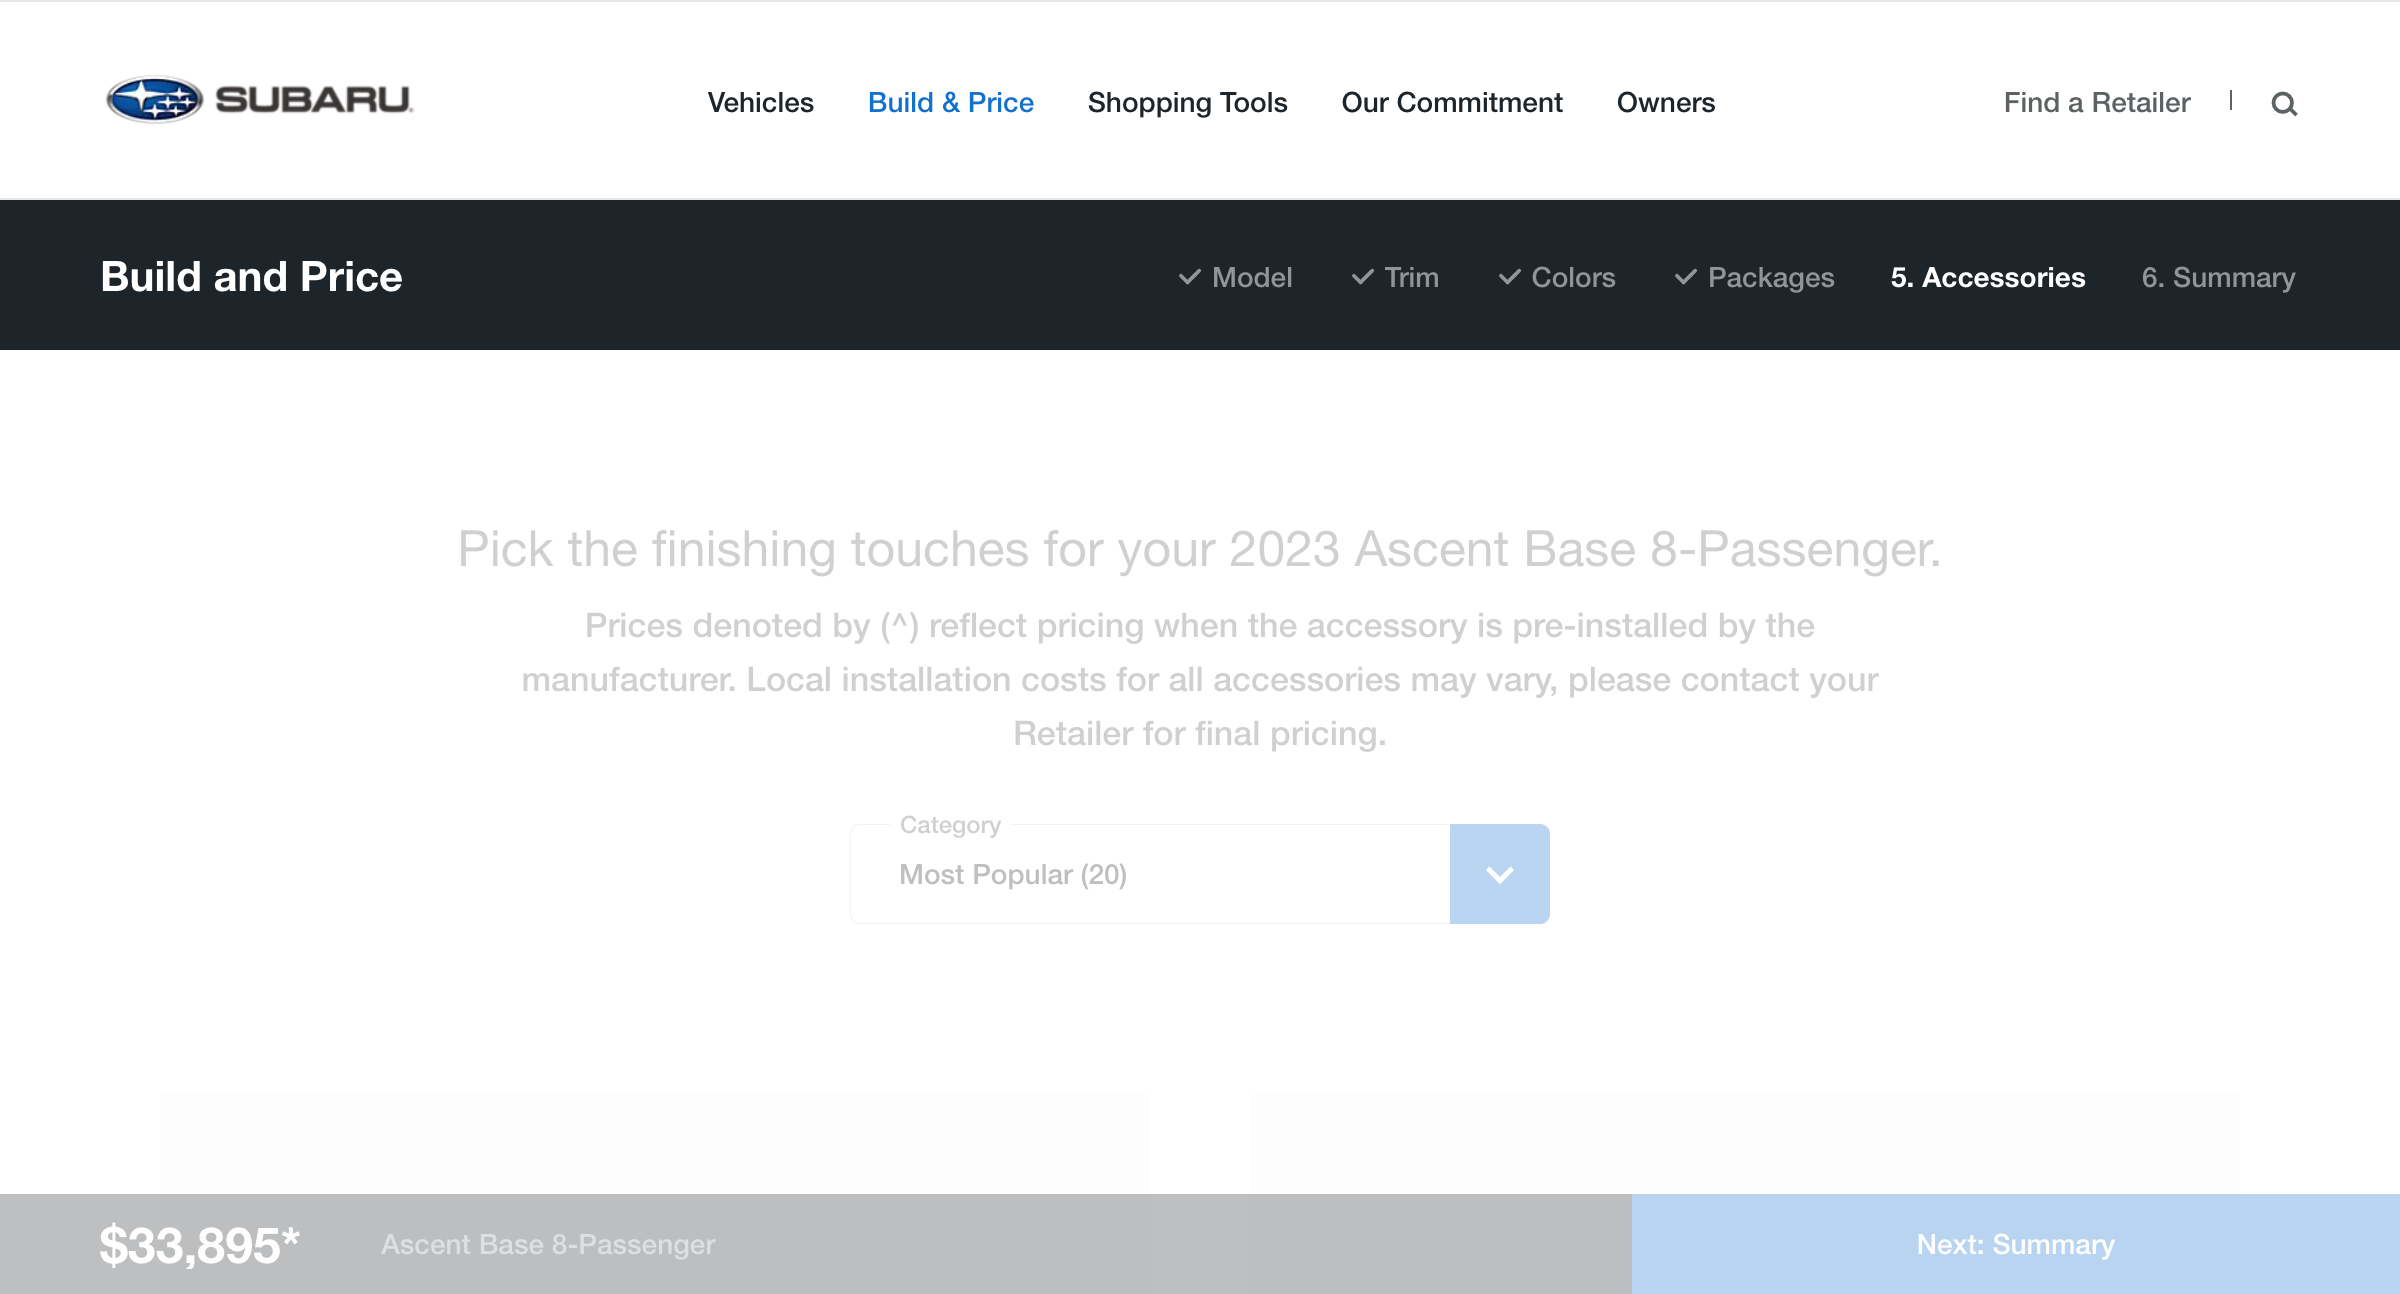 SUBARU
Vehicles
Build & Price
Shopping Tools
Our Commitment
Owners
Find a Retailer
Build and Price
Model
Trim
Colors
Packages
5. Accessories
6. Summary
Pick the finishing touches for your 2023 Ascent Base 8-Passenger.
Prices denoted by (^) reflect pricing when the accessory is pre-installed by the
manufacturer. Local installation costs for all accessories may vary, please contact your
Retailer for final pricing.
Category
Most Popular (20)
$33,895*
Ascent Base 8-Passenger
Next: Summary